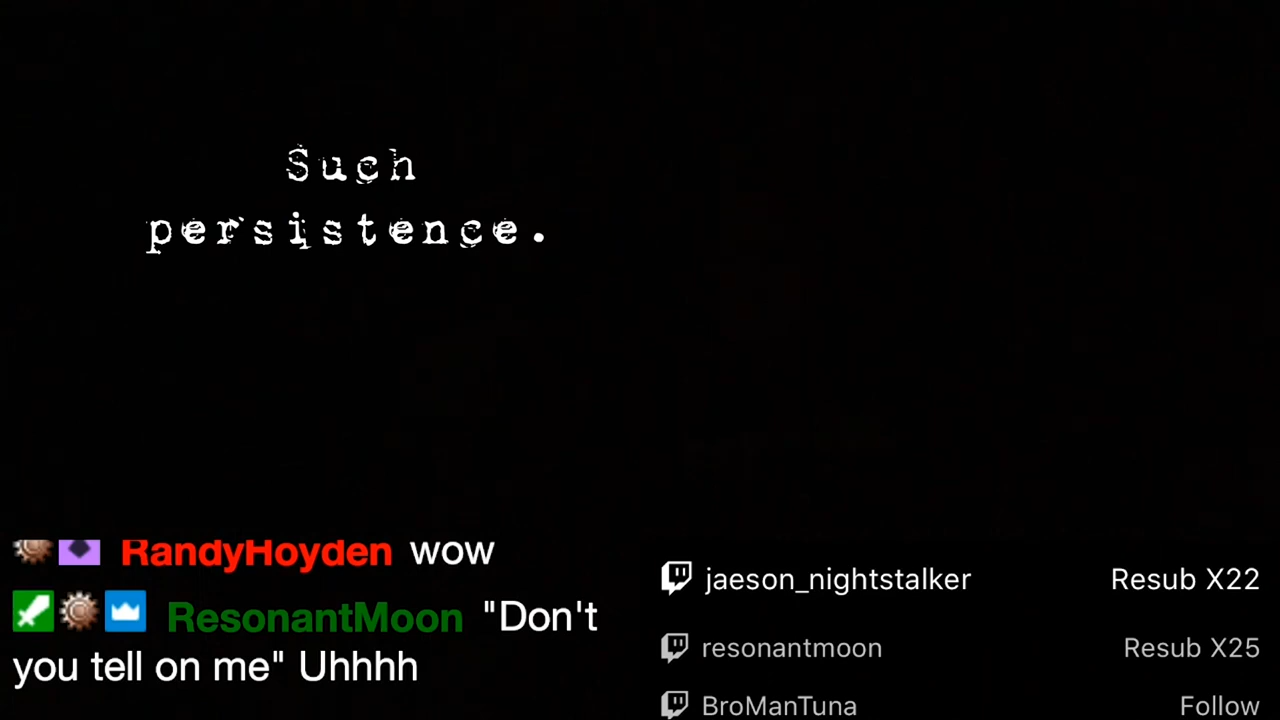 Such
persistence.
RandyHoyden wow
ResonantMoon "Don't
you tell on me" Uhhhh
jaeson_nightstalker Resub X22
resonantmoon Resub X25
BroManTuna Follow